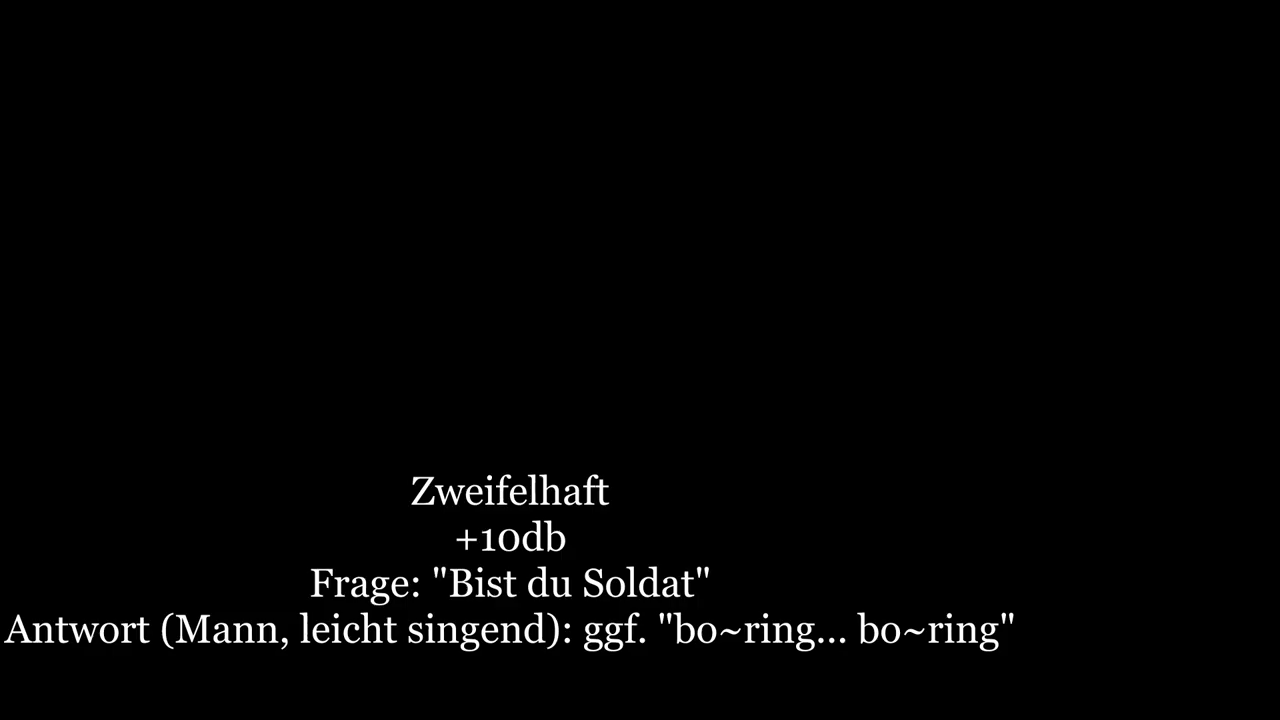 Zweifelhaft
+10db
Frage: "Bist du Soldat"
Antwort (Mann, leicht singend): ggf. "bo~ring... bo~ring"